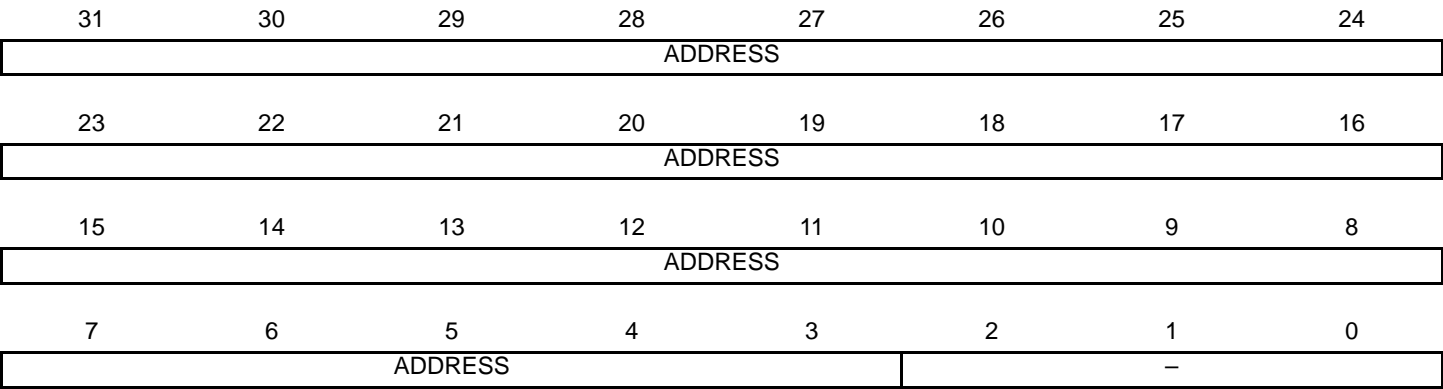 31 30 29 28 27 26 25 24
ADDRESS
23 22 21 20 19 18 17 16
ADDRESS
15 14 13 12 11 10 9 8
ADDRESS
7 6 5 4 3 2 1 0
ADDRESS –